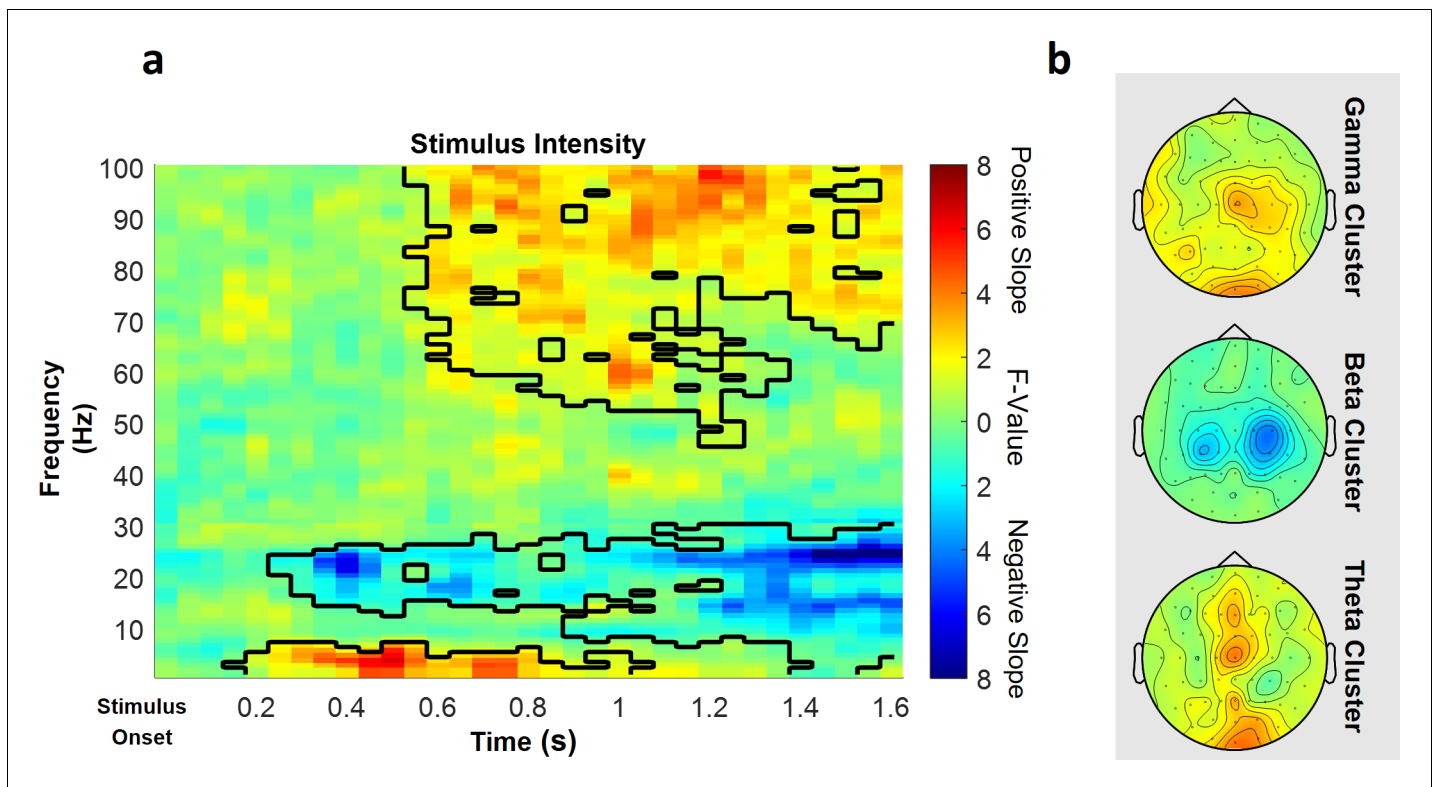 a
b
Stimulus Intensity
100
90
80
70
60
50
40
30
20
10
Frequency
(Hz)
Stimulus
Onset
0.2
0.4
0.6
0.8
1
1.2
1.4
1.6
Time (s)
8
6
4
2
0
2
4
6
8
Positive Slope
F-Value
Negative Slope
Gamma Cluster
Beta Cluster
Theta Cluster